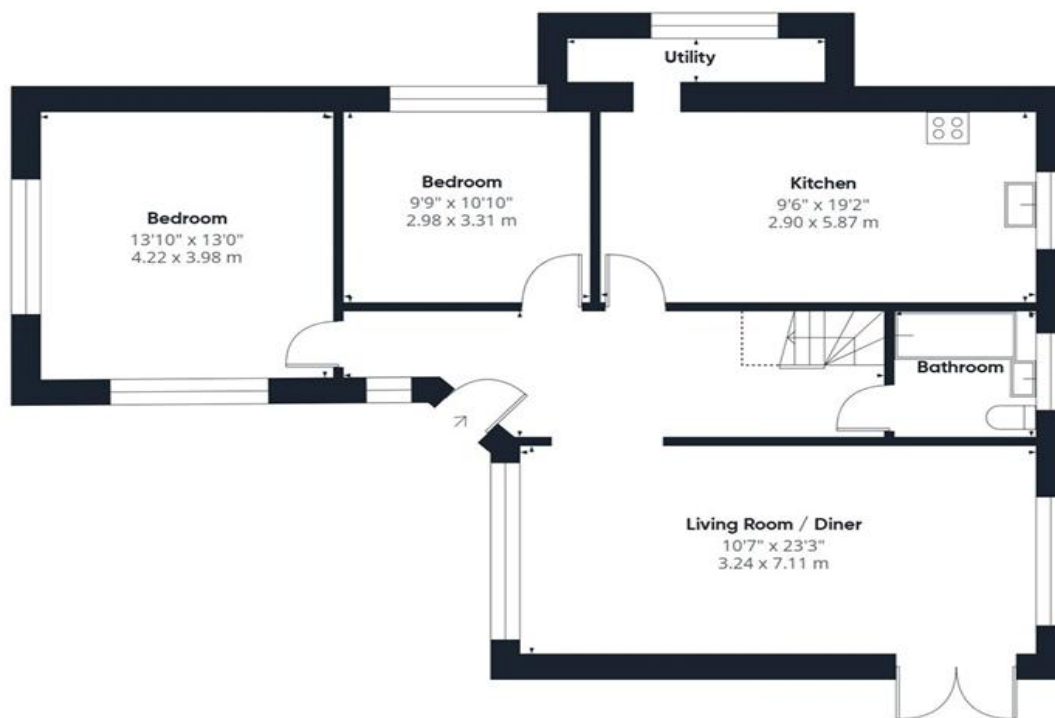 Utility
Bedroom
13'10" x 13'0"
4.22 x 3.98 m
Bedroom
9'9" x 10'10"
2.98 x 3.31 m
Kitchen
9'6" x 19'2"
2.90 x 5.87 m
Bathroom
Living Room / Diner
10'7" x 23'3"
3.24 x 7.11 m